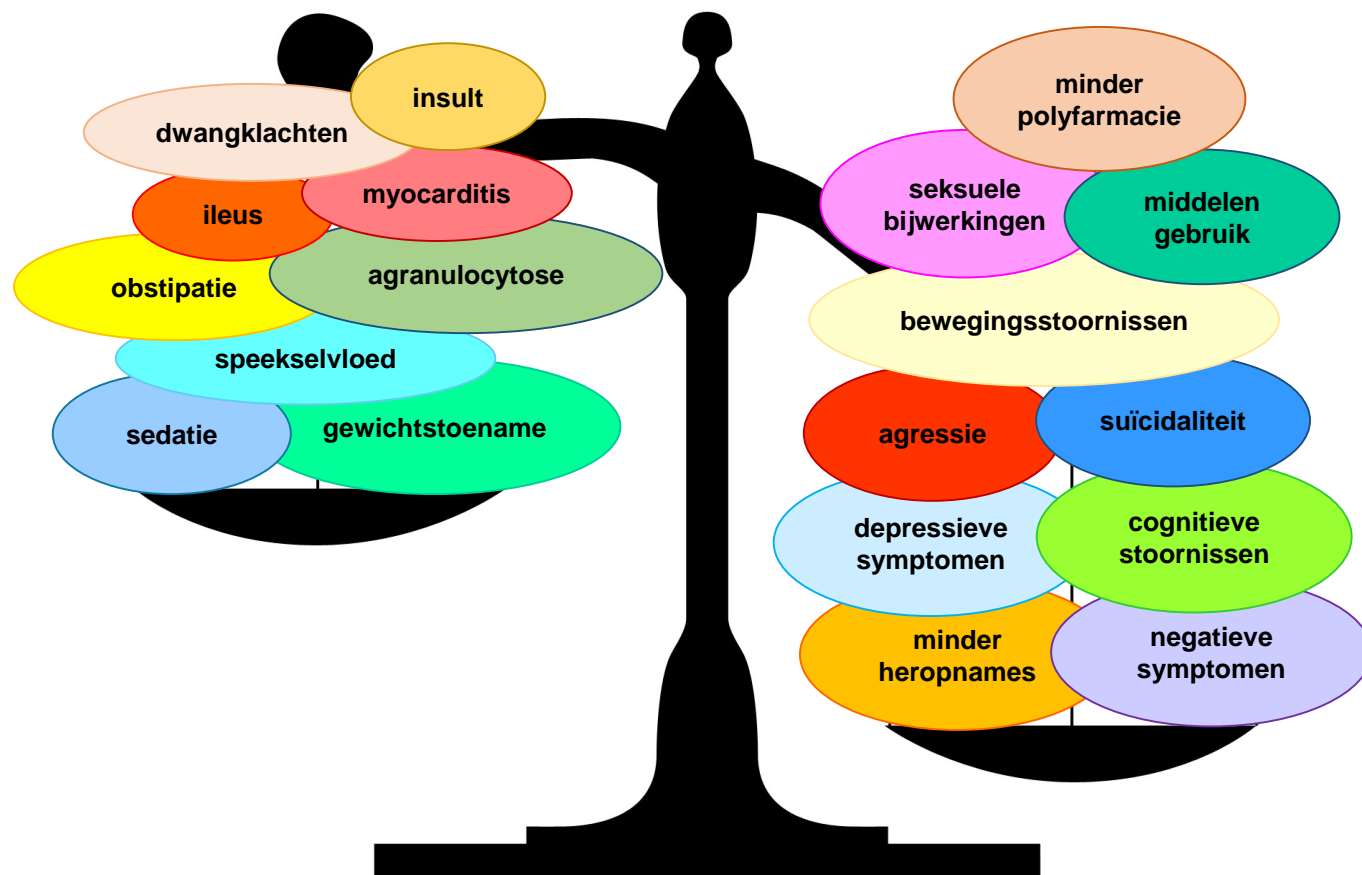 insult
dwangklachten
myocarditis
ileus
agranulocytose
obstipatie
speekselvloed
sedatie
gewichtstoename
minder
polyfarmacie
seksuele
bijwerkingen
middelen
gebruik
bewegingsstoornissen
agressie
suïcidaliteit
depressieve
symptomen
cognitieve
stoornissen
minder
heropnames
negatieve
symptomen